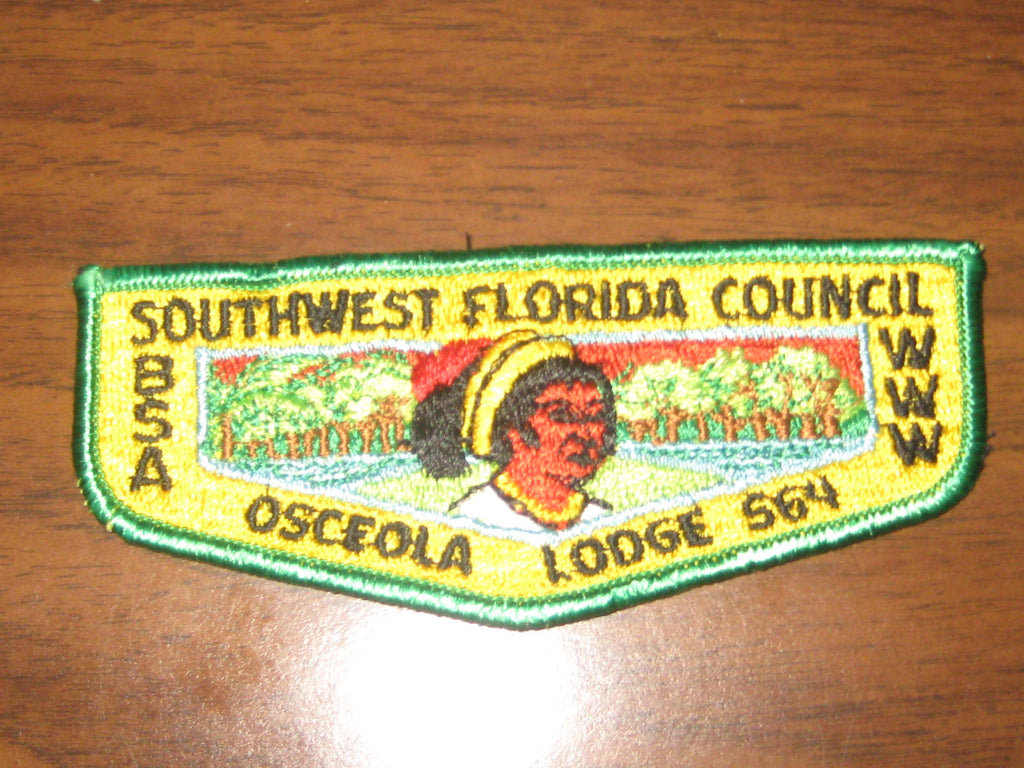 SOUTHWEST FLORIDA COUNCIL
BSA
WWW
OSCEOLA LODGE 564